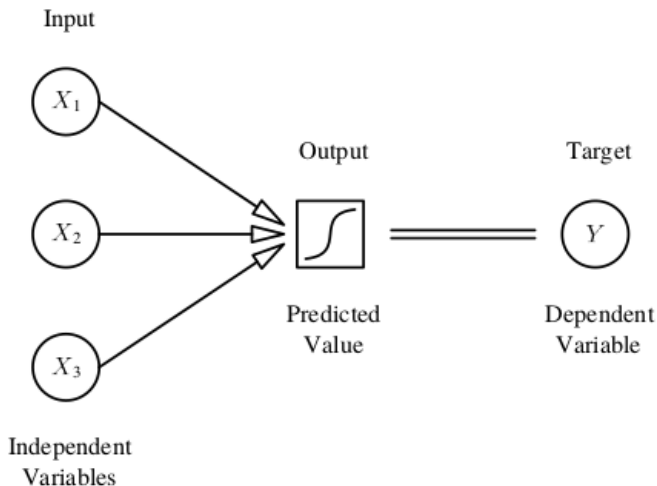 Input
X₁
Output
Target
X₂
Y
Predicted
Value
Dependent
Variable
X₃
Independent
Variables